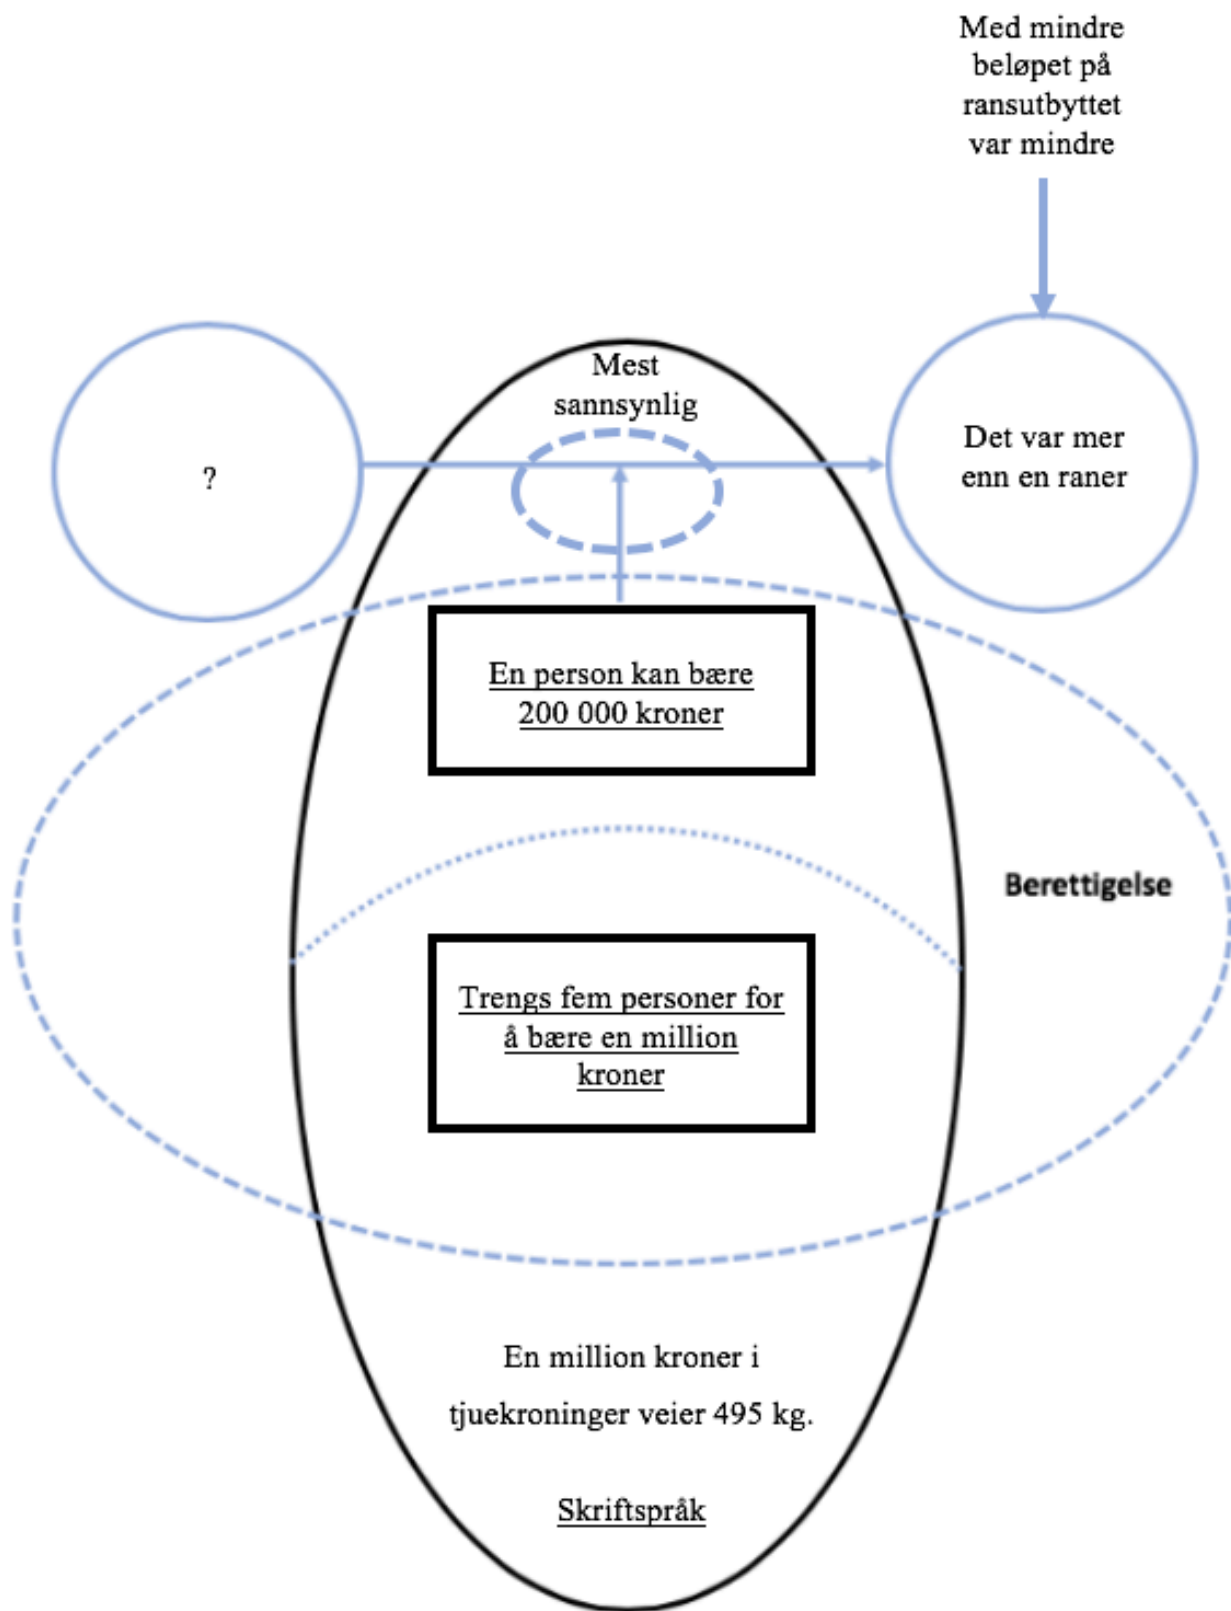 Med mindre
beløpet på
ransutbyttet
var mindre
Mest
sannsynlig
?
Det var mer
enn en raner
En person kan bære
200 000 kroner
Berettigelse
Trengs fem personer for
å bære en million
kroner
En million kroner i
tjuekroninger veier 495 kg.
Skriftspråk